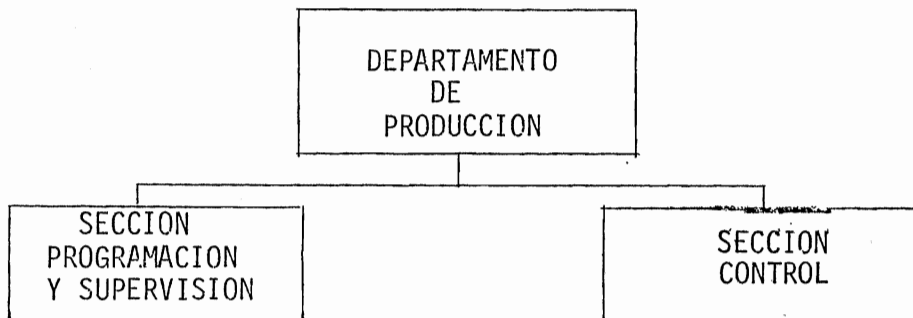 DEPARTAMENTO
DE
PRODUCCION
SECCION
PROGRAMACION
Y SUPERVISION
SECCION
CONTROL